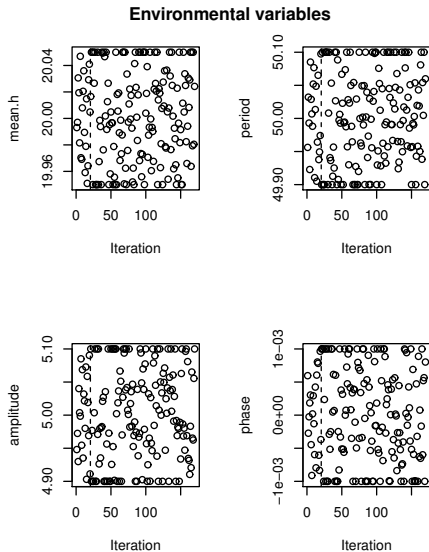 Environmental variables
mean.h
19.96 20.00 20.04
0 50 100
Iteration
period
49.90 50.00 50.10
0 50 100
Iteration
amplitude
4.90 5.00 5.10
0 50 100
Iteration
phase
−1e−03 0e+00 1e−03
0 50 100
Iteration